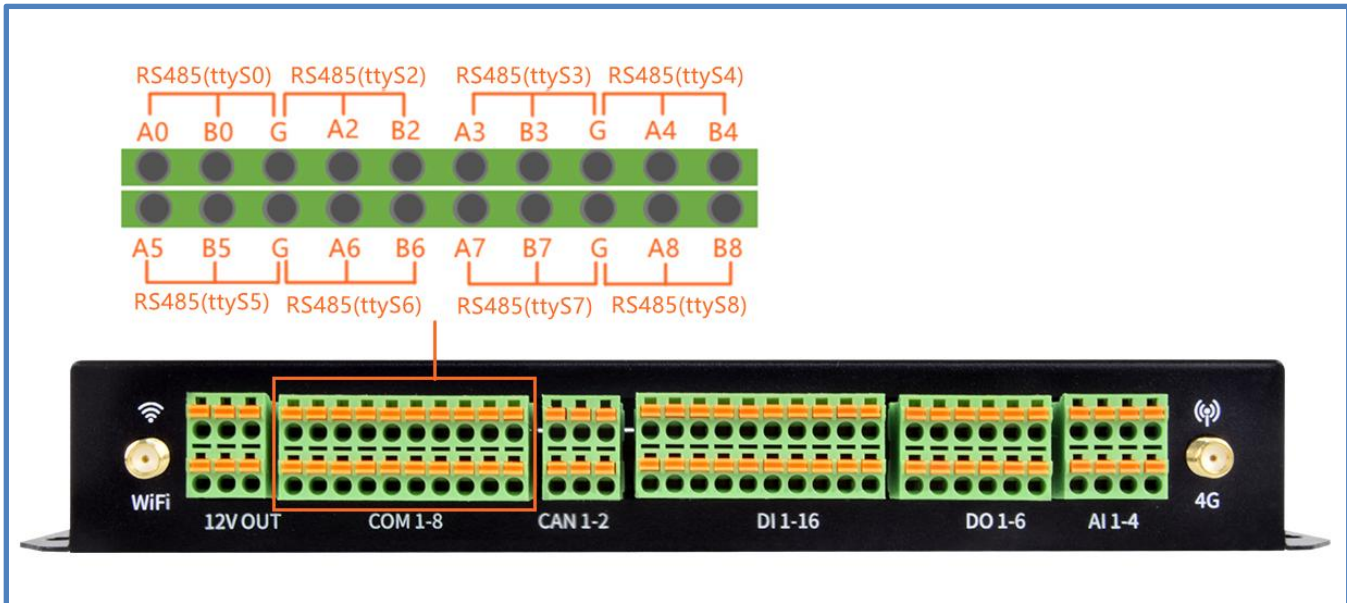 RS485(ttyS0) RS485(ttyS2) RS485(ttyS3) RS485(ttyS4)
A0 B0 G A2 B2 A3 B3 G A4 B4
A5 B5 G A6 B6 A7 B7 G A8 B8
RS485(ttyS5) RS485(ttyS6) RS485(ttyS7) RS485(ttyS8)
WiFi 12V OUT COM 1-8 CAN 1-2 DI 1-16 DO 1-6 AI 1-4 4G